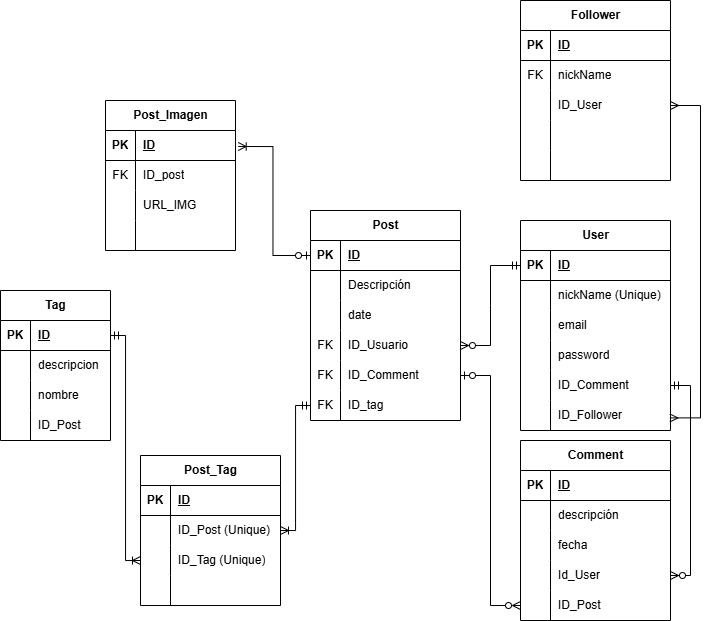 Follower
PK ID
FK nickName
ID_User
Post_Imagen
PK ID
FK ID_post
URL_IMG
Post
PK ID
Descripción
date
FK ID_Usuario
FK ID_Comment
FK ID_tag
User
PK ID
nickName (Unique)
email
password
ID_Comment
ID_Follower
Tag
PK ID
descripcion
nombre
ID_Post
Post_Tag
PK ID
ID_Post (Unique)
ID_Tag (Unique)
Comment
PK ID
descripción
fecha
Id_User
ID_Post